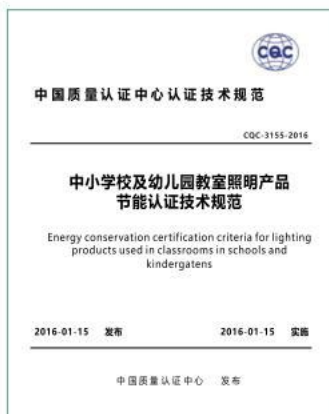 CQC
中国质量认证中心认证技术规范
CQC-3155-2016
中小学校及幼儿园教室照明产品
节能认证技术规范
Energy conservation certification criteria for lighting
products used in classrooms in schools and
kindergatens
2016-01-15 发布 2016-01-15 实施
中国质量认证中心 发布